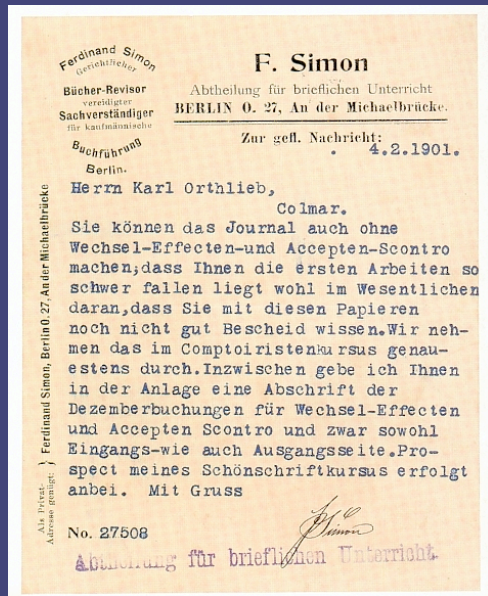 Ferdinand Simon
Gerichtlicher
Bücher-Revisor
vereidigter
Sachverständiger
für kaufmännische
Buchführung
Berlin.
F. Simon
Abtheilung für brieflichen Unterricht
BERLIN O. 27, An der Michaelbrücke.
Zur gefl. Nachricht:
4.2.1901.
Herrn Karl Orthlieb,
Colmar.
Sie können das Journal auch ohne
Wechsel-Effecten-und Accepten-Scontro
machen;dass Ihnen die ersten Arbeiten so
schwer fallen liegt wohl im Wesentlichen
daran,dass Sie mit diesen Papieren
noch nicht gut Bescheid wissen.Wir neh-
men das im Comptoiristenkursus genau-
estens durch.Inzwischen gebe ich Ihnen
in der Anlage eine Abschrift der
Dezemberbuchungen für Wechsel-Effecten
und Accepten Scontro und zwar sowohl
Eingangs-wie auch Ausgangsseite.Pro-
spect meines Schönschriftkursus erfolgt
anbei. Mit Gruss
FSimon
No. 27508
Abtheilung für brieflichen Unterricht.
Als Privat-
Adresse genügt:
Ferdinand Simon, Berlin O. 27, An der Michaelbrücke